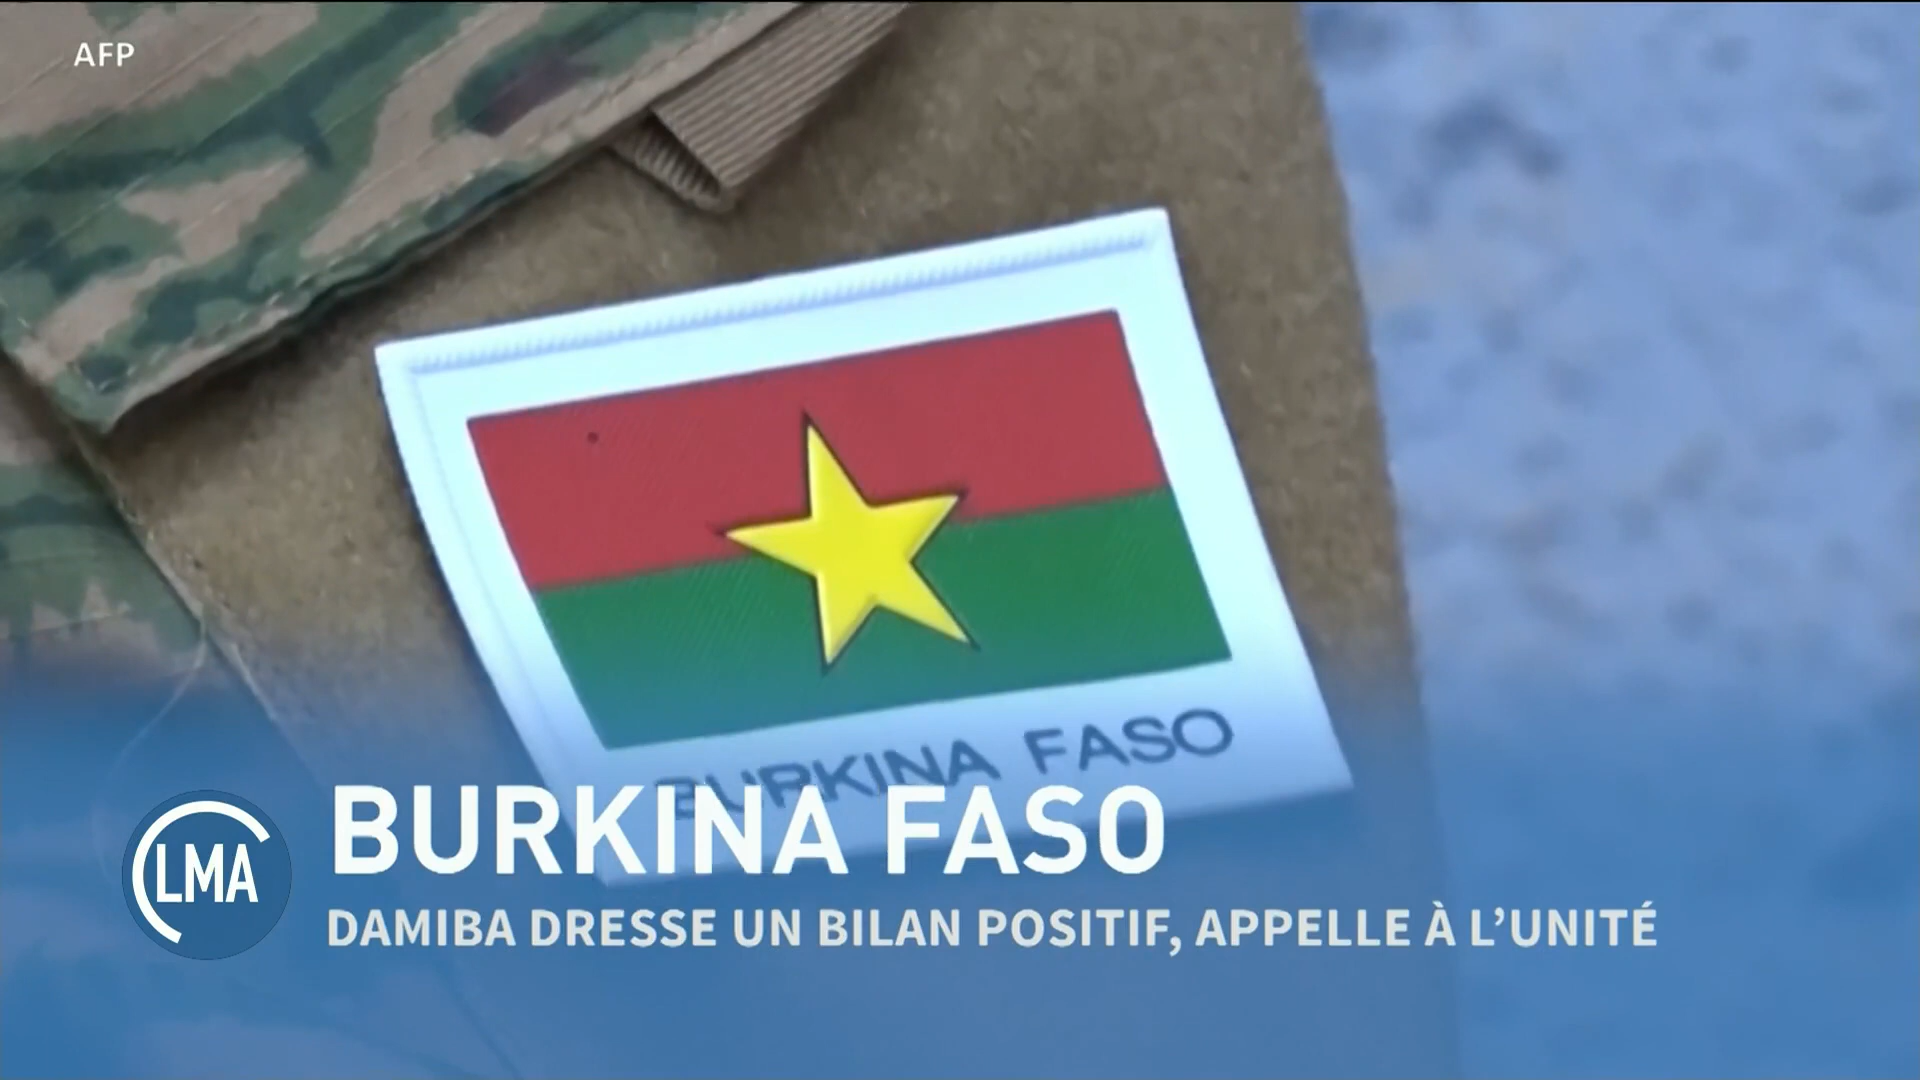 AFP
BURKINA FASO
LMA
BURKINA FASO
DAMIBA DRESSE UN BILAN POSITIF, APPELLE À L’UNITÉ